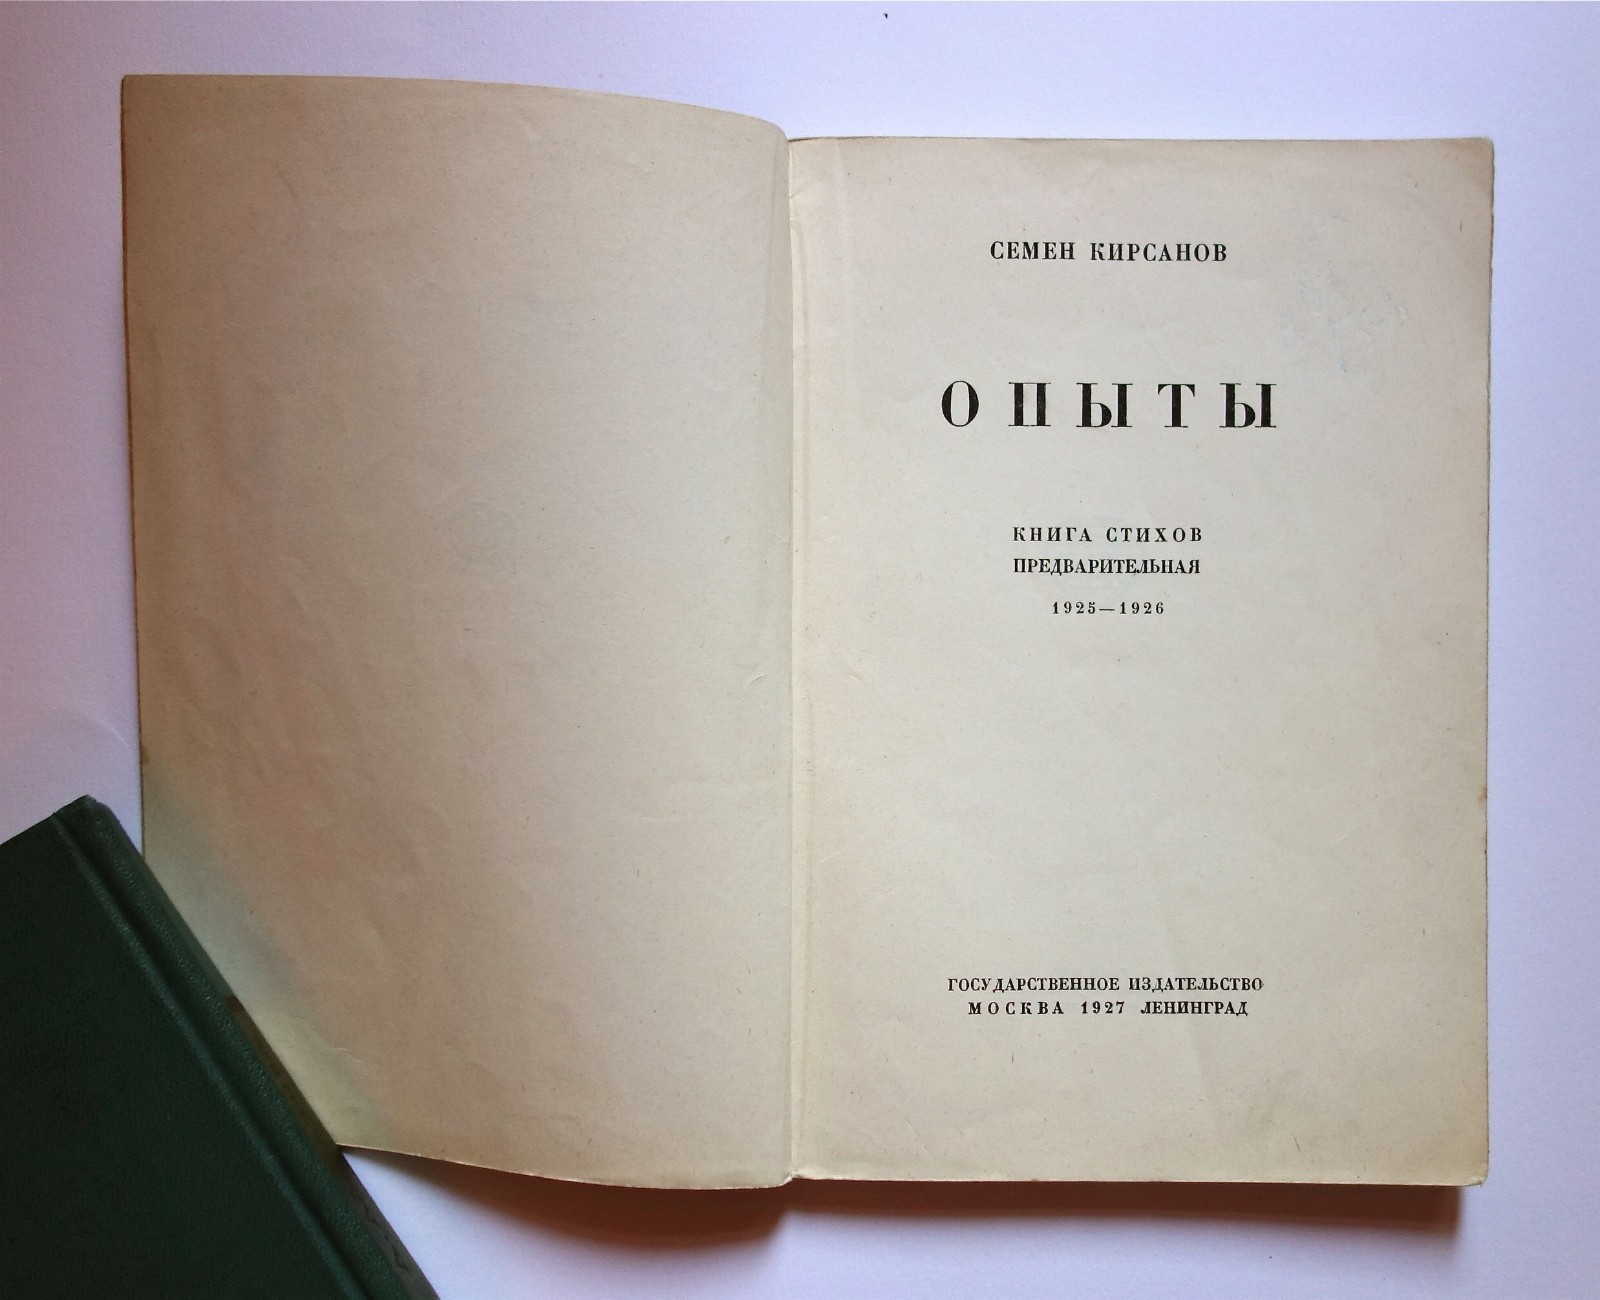 СЕМЕН КИРСАНОВ
ОПЫТЫ
КНИГА СТИХОВ
ПРЕДВАРИТЕЛЬНАЯ
1925—1926
ГОСУДАРСТВЕННОЕ ИЗДАТЕЛЬСТВО
МОСКВА 1927 ЛЕНИНГРАД